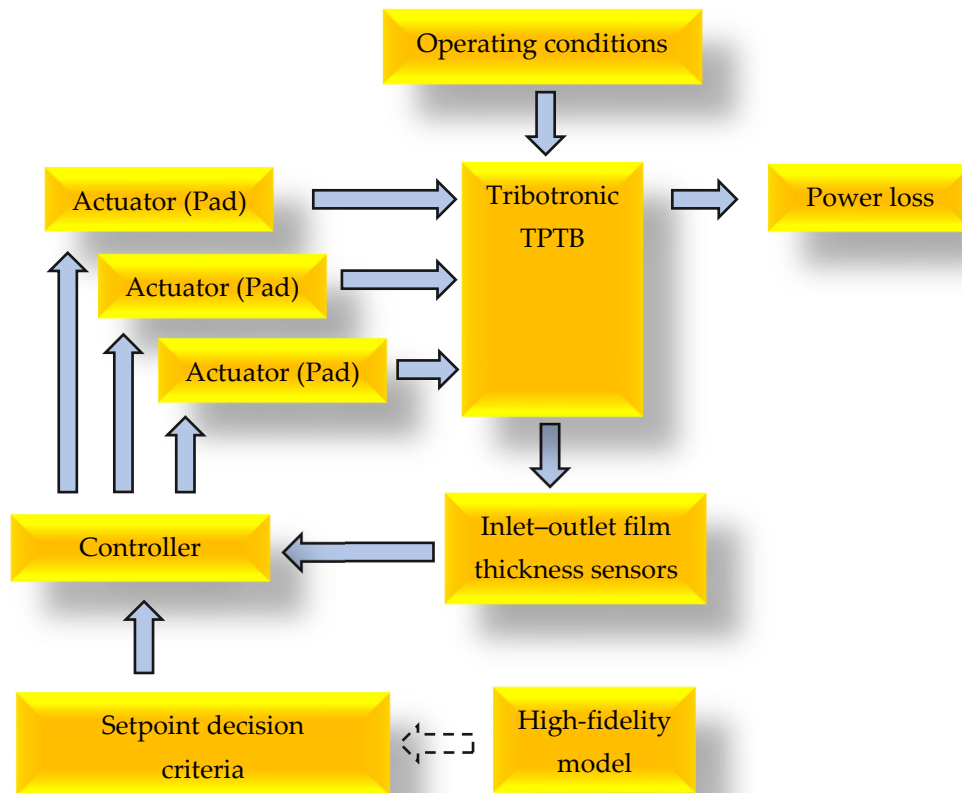 Operating conditions
Actuator (Pad)
Tribotronic
TPTB
Power loss
Actuator (Pad)
Actuator (Pad)
Controller
Inlet–outlet film
thickness sensors
Setpoint decision
criteria
High-fidelity
model